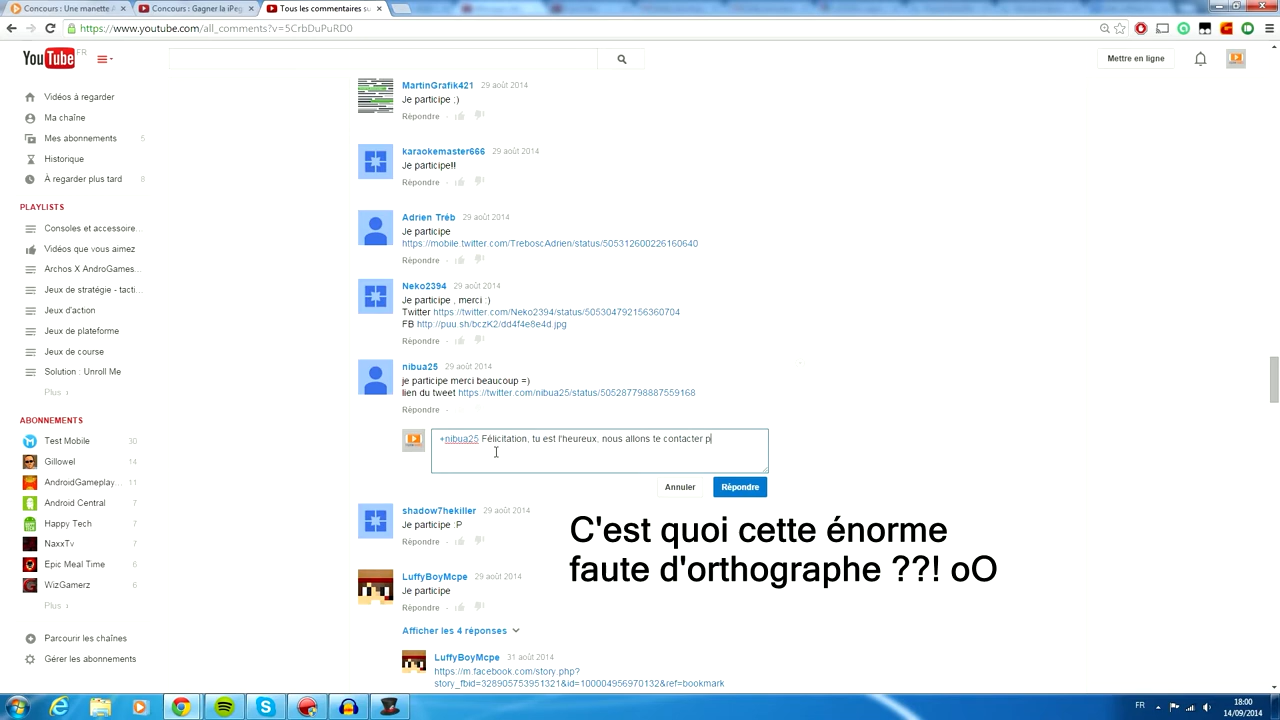 Concours : Une manette A
Concours : Gagner la iPeg
Tous les commentaires su
https://www.youtube.com/all_comments?v=5CrbDuPuRD0
YouTube FR
Mettre en ligne
Vidéos à regarder
Ma chaîne
Mes abonnements 5
Historique
À regarder plus tard 8
PLAYLISTS
Consoles et accessoire...
Vidéos que vous aimez
Archos X AndroGames...
Jeux de stratégie - tacti...
Jeux d'action
Jeux de plateforme
Jeux de course
Solution : Unroll Me
Plus
ABONNEMENTS
Test Mobile 30
Gillowel 14
AndroidGameplay... 11
Android Central 7
Happy Tech 7
NaxxTv 7
Epic Meal Time 6
WizGamerz 6
Plus
Parcourir les chaînes
Gérer les abonnements
MartinGrafik421 29 août 2014
Je participe :)
Répondre
karaokemaster666 29 août 2014
Je participe!!
Répondre
Adrien Tréb 29 août 2014
Je participe
https://mobile.twitter.com/TreboscAdrien/status/505312600226160640
Répondre
Neko2394 29 août 2014
Je participe , merci :)
Twitter https://twitter.com/Neko2394/status/505304792156360704
FB http://puu.sh/bczK2/dd4f4e8e4d.jpg
Répondre
nibua25 29 août 2014
je participe merci beaucoup =)
lien du tweet https://twitter.com/nibua25/status/505287798887559168
Répondre
+nibua25 Félicitation, tu est l'heureux, nous allons te contacter p
Annuler Répondre
shadow7hekiller 29 août 2014
Je participe :P
Répondre
LuffyBoyMcpe 29 août 2014
Je participe
Répondre
Afficher les 4 réponses
LuffyBoyMcpe 31 août 2014
https://m.facebook.com/story.php?
story_fbid=328905753951321&id=100004956970132&ref=bookmark
C'est quoi cette énorme
faute d'orthographe ??! oO
FR
18:00
14/09/2014